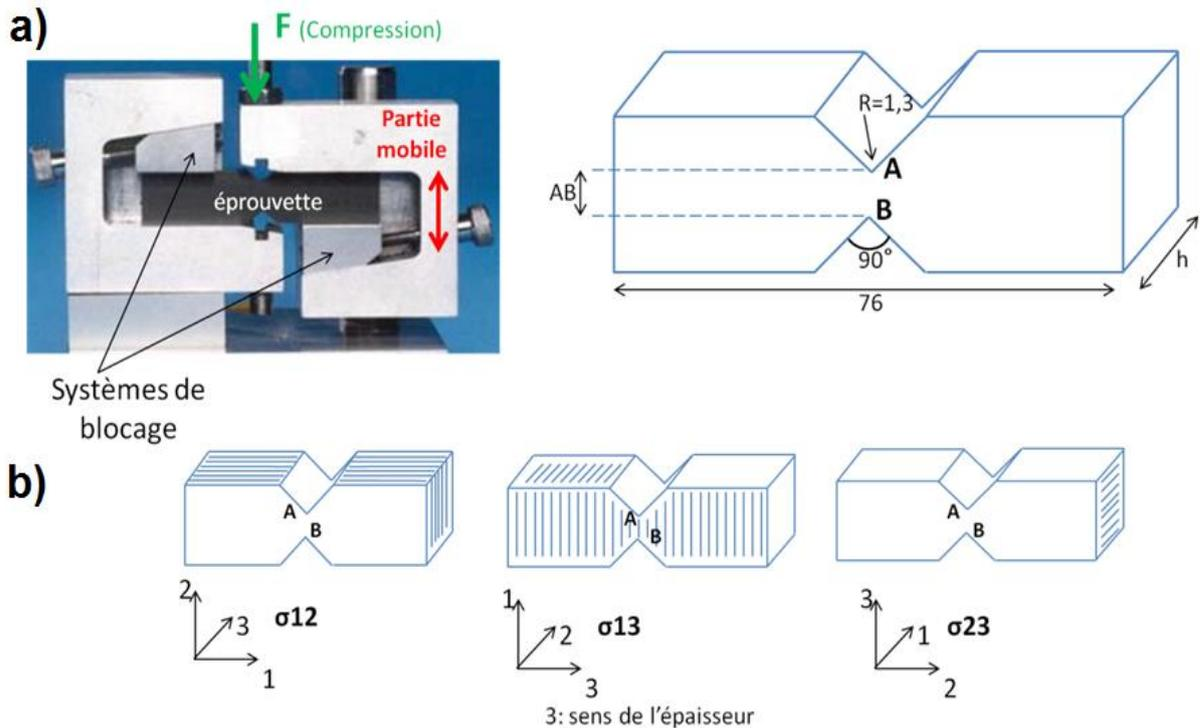 a)
F (Compression)
Partie
mobile
éprouvette
Systèmes de
blocage
R=1,3
A
AB
B
90°
h
76
b)
A
B
2
3
σ12
1
A
B
1
2
σ13
3
A
B
3
1
σ23
2
3: sens de l'épaisseur